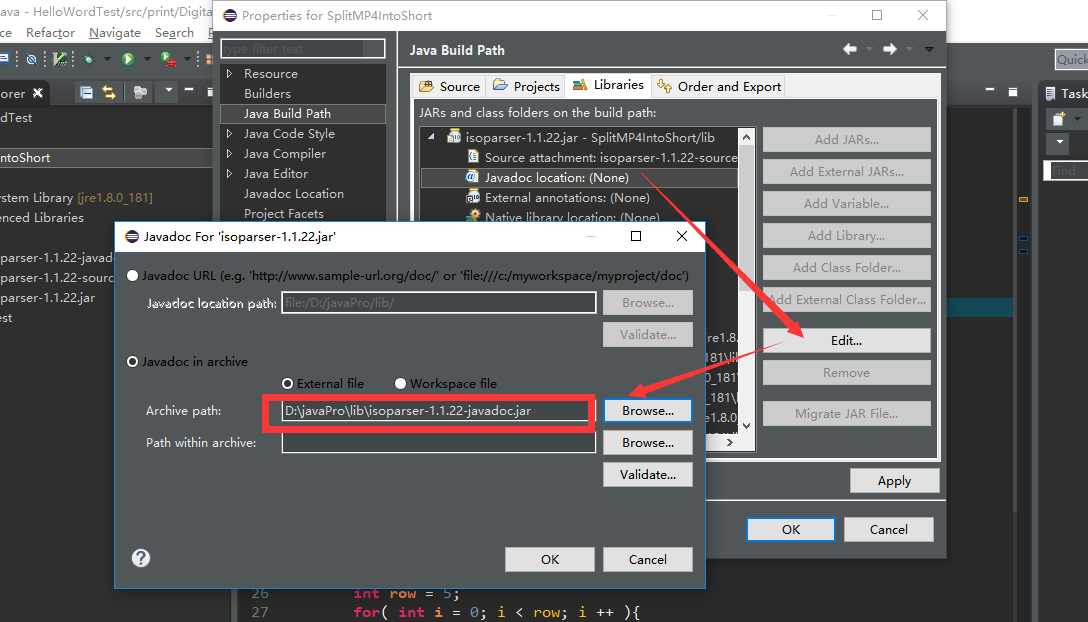 ava - HelloWordTest/src/print/Digita
ce Refactor Navigate Search
orer
dTest
ntoShort
stem Library [jre1.8.0_181]
enced Libraries
parser-1.1.22-javado
parser-1.1.22-sourc
parser-1.1.22.jar
est
Properties for SplitMP4IntoShort
type filter text
Resource
Builders
Java Build Path
Java Code Style
Java Compiler
Java Editor
Javadoc Location
Project Facets
Java Build Path
Source Projects Libraries Order and Export
JARs and class folders on the build path:
isoparser-1.1.22.jar - SplitMP4IntoShort/lib
Source attachment: isoparser-1.1.22-source
Javadoc location: (None)
External annotations: (None)
Native library location: (None)
Add JARs...
Add External JARs...
Add Variable...
Add Library...
Add Class Folder...
Add External Class Folder...
Edit...
Remove
Migrate JAR File...
Apply
OK Cancel
Quick
Task
Find
Javadoc For 'isoparser-1.1.22.jar'
Javadoc URL (e.g. 'http://www.sample-url.org/doc/' or 'file:///c:/myworkspace/myproject/doc')
Javadoc location path: file:/D:/javaPro/lib/ Browse...
Validate...
Javadoc in archive
External file Workspace file
Archive path: D:\javaPro\lib\isoparser-1.1.22-javadoc.jar Browse...
Path within archive: Browse...
Validate...
OK Cancel
26 int row = 5;
27 for( int i = 0; i < row; i ++ ){